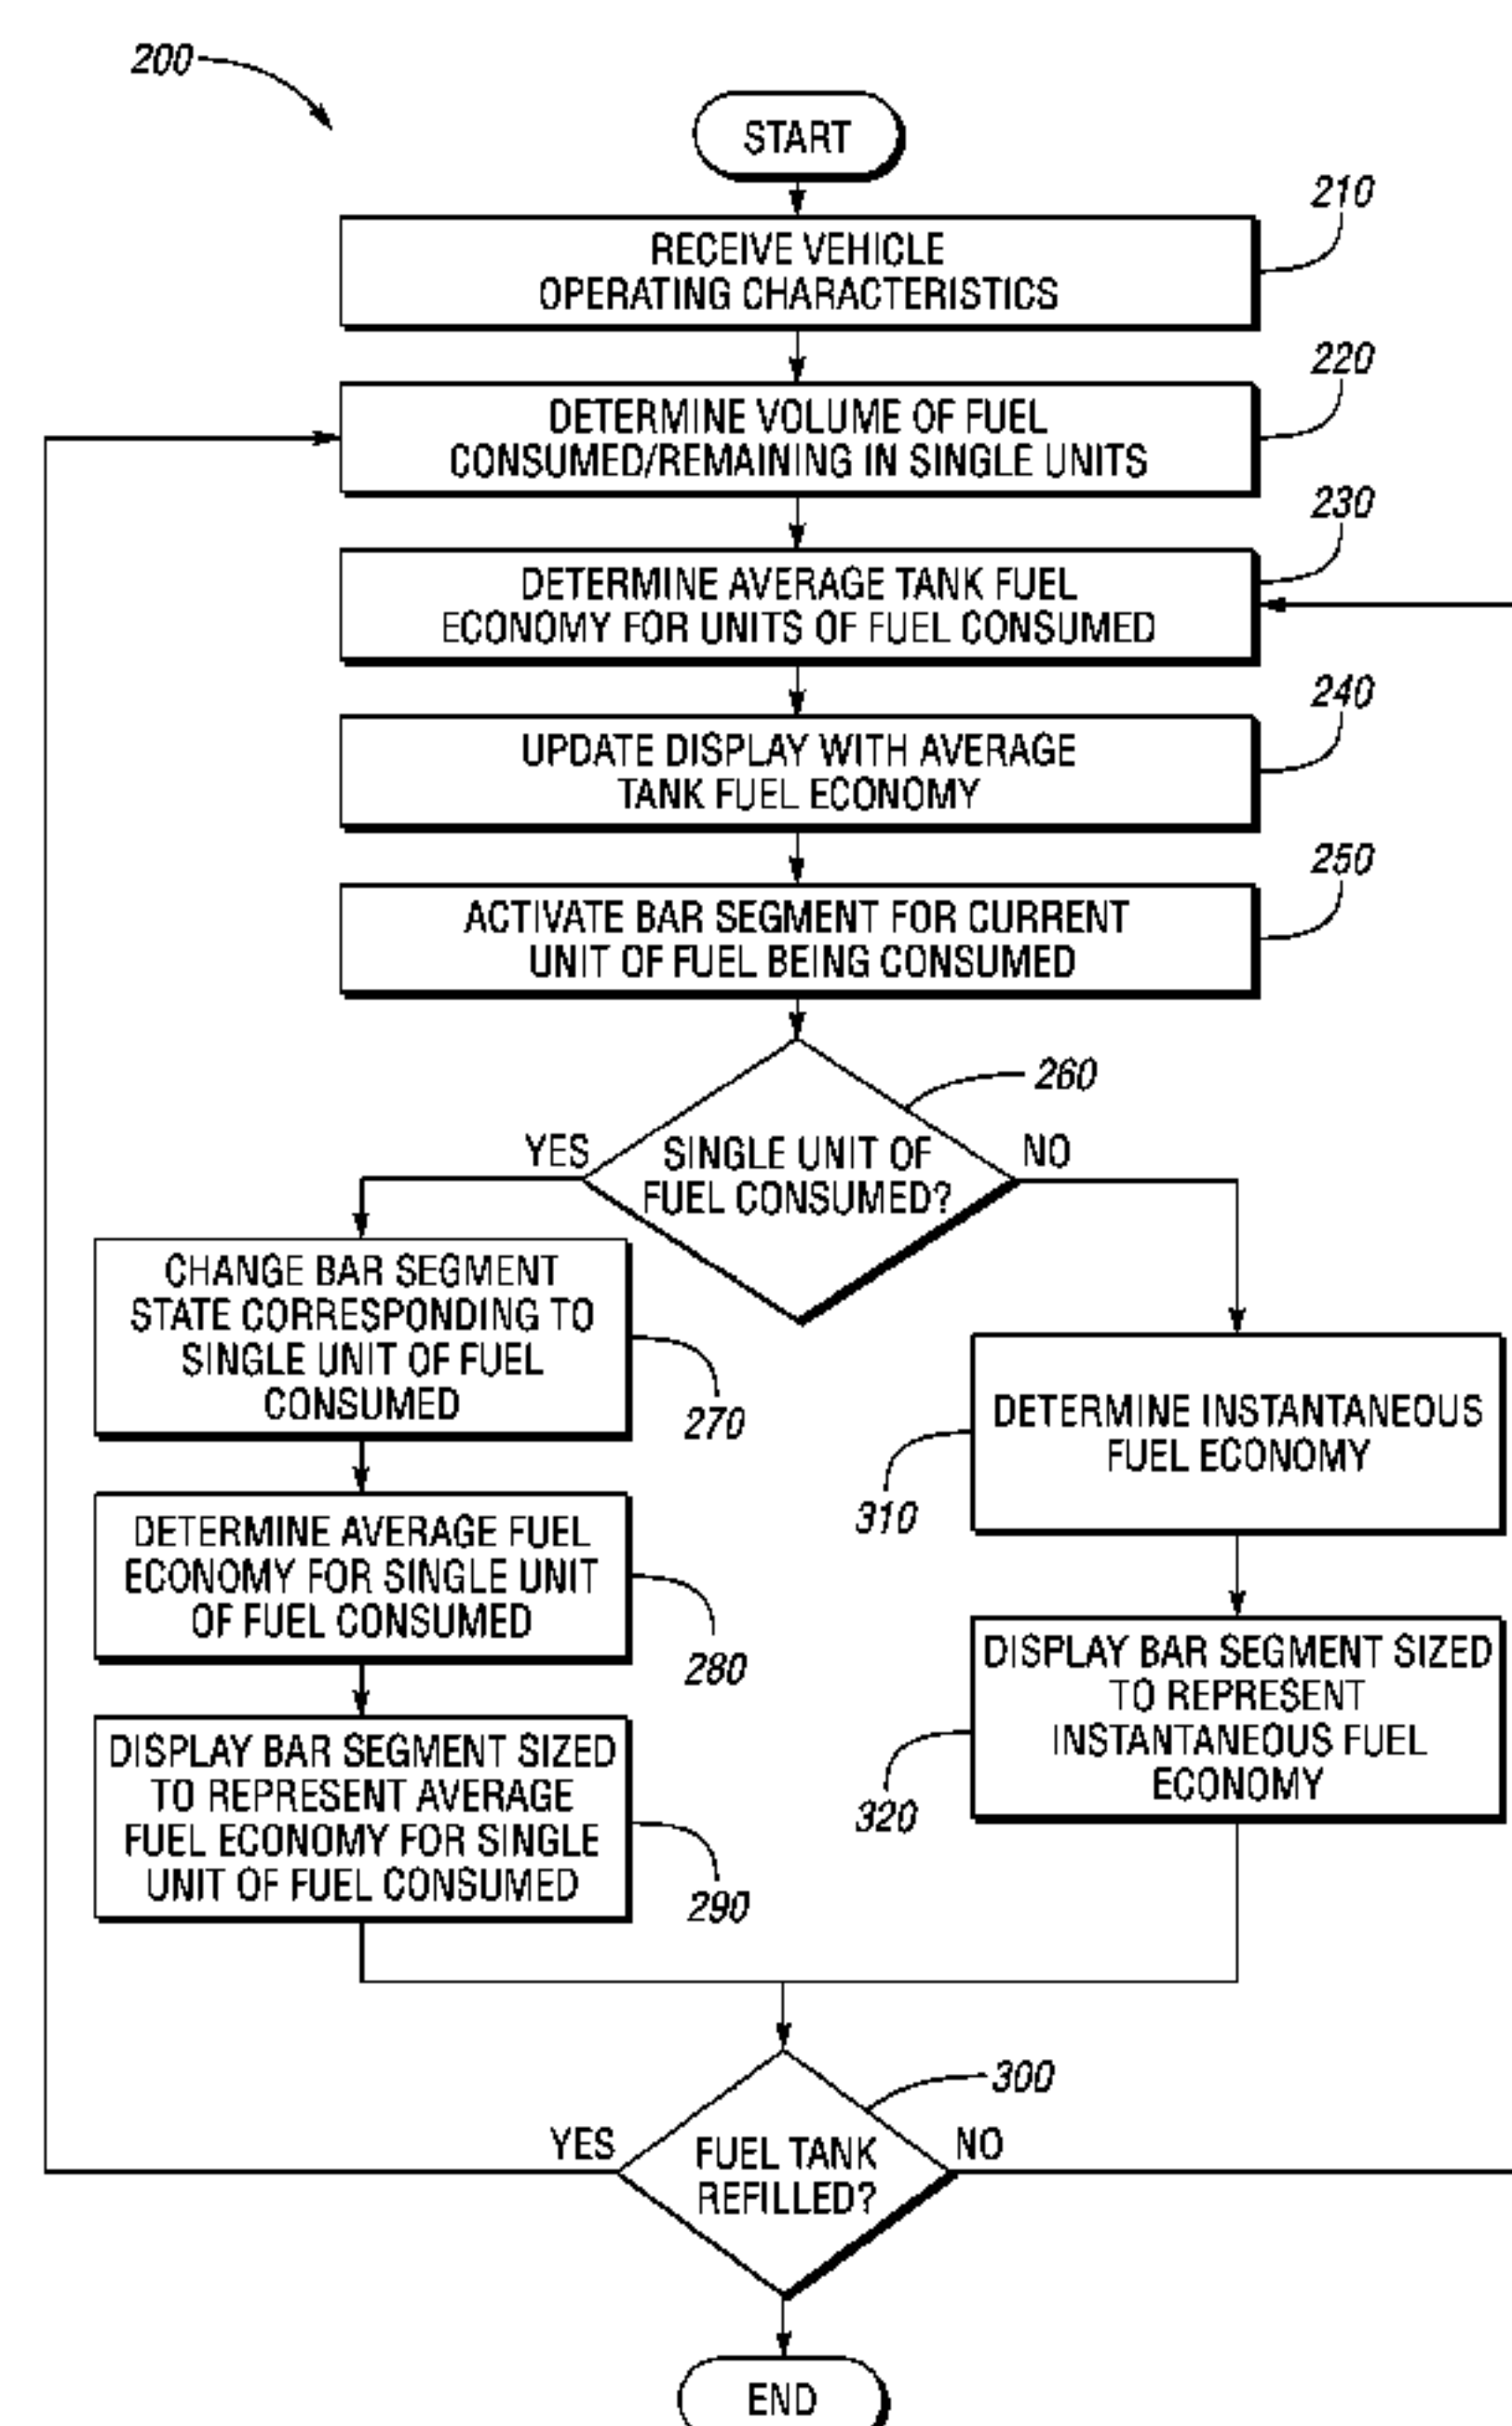 200
START
210
RECEIVE VEHICLE
OPERATING CHARACTERISTICS
220
DETERMINE VOLUME OF FUEL
CONSUMED/REMAINING IN SINGLE UNITS
230
DETERMINE AVERAGE TANK FUEL
ECONOMY FOR UNITS OF FUEL CONSUMED
240
UPDATE DISPLAY WITH AVERAGE
TANK FUEL ECONOMY
250
ACTIVATE BAR SEGMENT FOR CURRENT
UNIT OF FUEL BEING CONSUMED
260
YES
SINGLE UNIT OF
FUEL CONSUMED?
NO
CHANGE BAR SEGMENT
STATE CORRESPONDING TO
SINGLE UNIT OF FUEL
CONSUMED
270
DETERMINE AVERAGE FUEL
ECONOMY FOR SINGLE UNIT
OF FUEL CONSUMED
280
DISPLAY BAR SEGMENT SIZED
TO REPRESENT AVERAGE
FUEL ECONOMY FOR SINGLE
UNIT OF FUEL CONSUMED
290
DETERMINE INSTANTANEOUS
FUEL ECONOMY
310
DISPLAY BAR SEGMENT SIZED
TO REPRESENT
INSTANTANEOUS FUEL
ECONOMY
320
300
YES
FUEL TANK
REFILLED?
NO
END